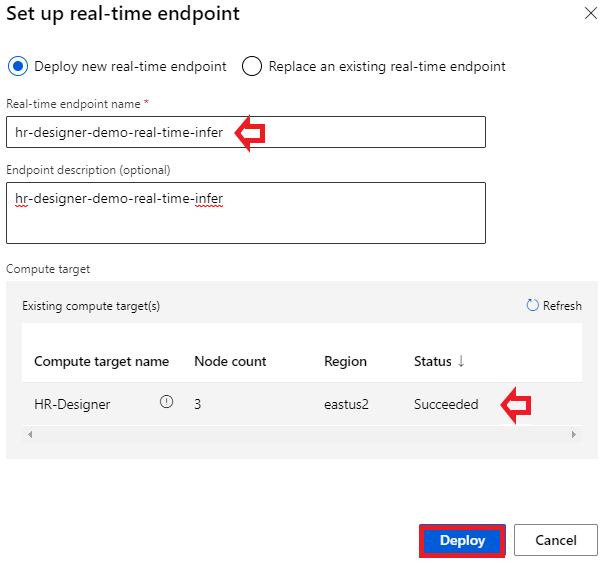 Set up real-time endpoint
Deploy new real-time endpoint Replace an existing real-time endpoint
Real-time endpoint name *
hr-designer-demo-real-time-infer
Endpoint description (optional)
hr-designer-demo-real-time-infer
Compute target
Existing compute target(s) Refresh
Compute target name Node count Region Status ↓
HR-Designer 3 eastus2 Succeeded
Deploy Cancel